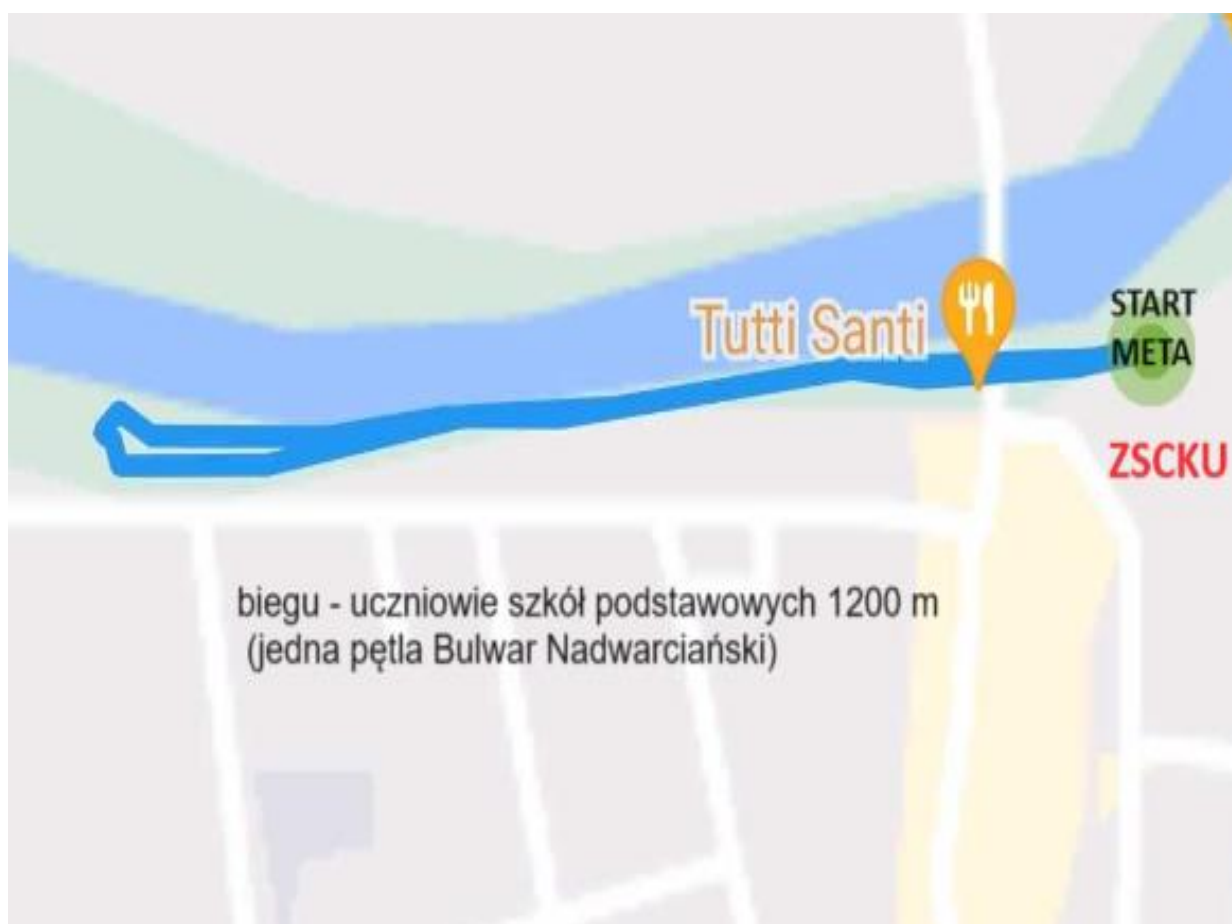 START
Tutti Santi
META
ZSCKU
biegu - uczniowie szkół podstawowych 1200 m
(jedna pętla Bulwar Nadwarciański)